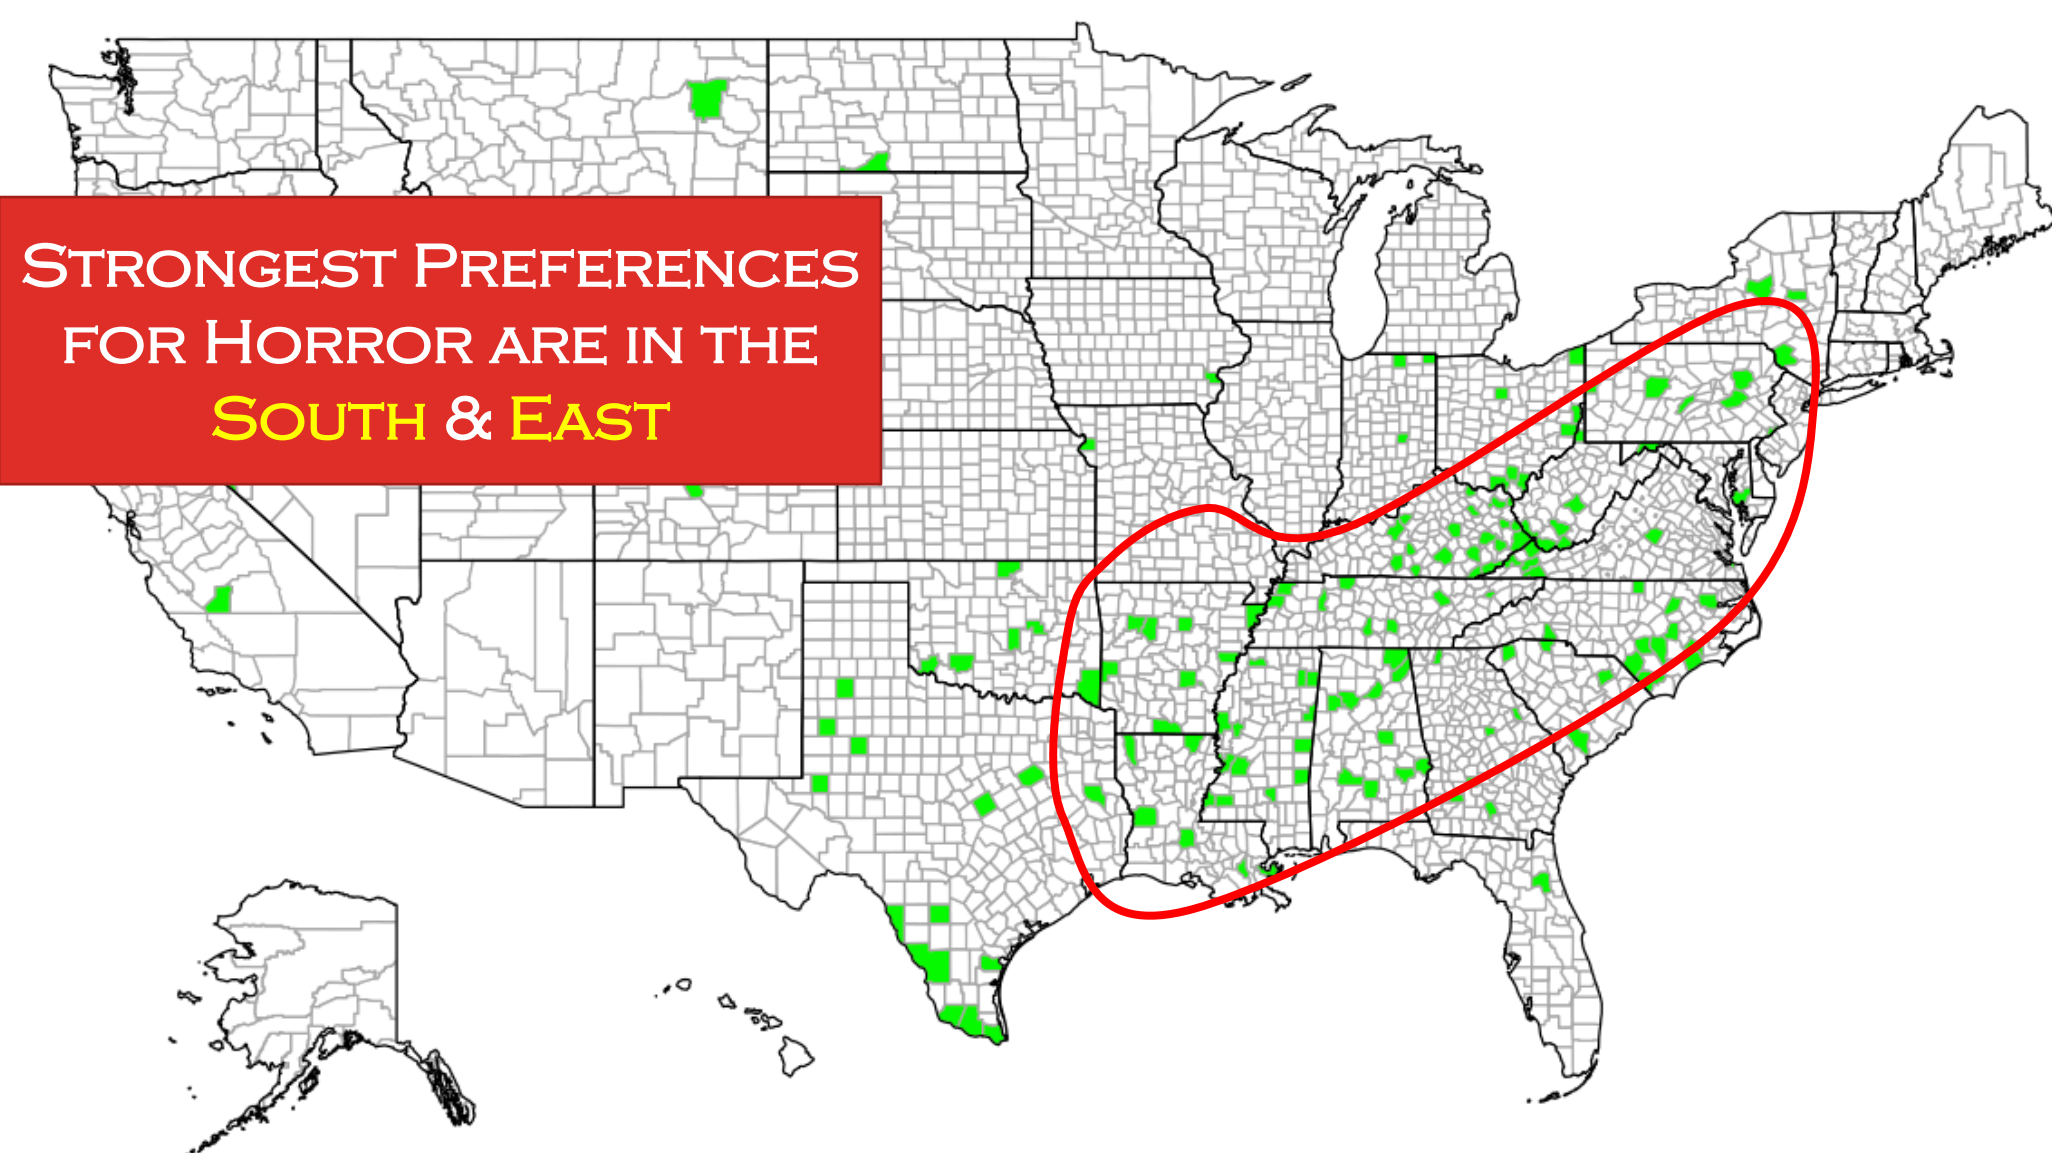 Strongest Preferences
for Horror are in the
South & East